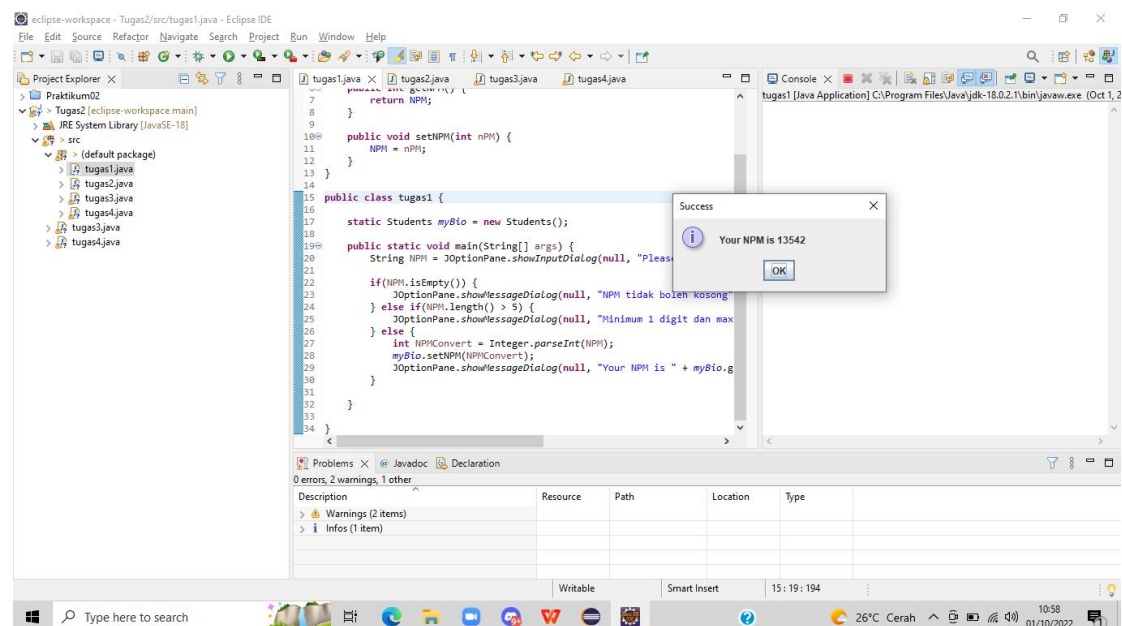 eclipse-workspace - Tugas2/src/tugas1.java - Eclipse IDE
File Edit Source Refactor Navigate Search Project Run Window Help
Project Explorer
Praktikum02
> Tugas2 [eclipse-workspace main]
JRE System Library [JavaSE-18]
> src
> (default package)
tugas1.java
tugas2.java
tugas3.java
tugas4.java
tugas3.java
tugas4.java
tugas1.java
tugas2.java
tugas3.java
tugas4.java
public int getNPM() {
7 return NPM;
8 }
9
10 public void setNPM(int nPM) {
11 NPM = nPM;
12 }
13 }
14
15 public class tugas1 {
16
17 static Students myBio = new Students();
18
19 public static void main(String[] args) {
20 String NPM = JOptionPane.showInputDialog(null, "Pleas
21
22 if(NPM.isEmpty()) {
23 JOptionPane.showMessageDialog(null, "NPM tidak boleh kosong"
24 } else if(NPM.length() > 5) {
25 JOptionPane.showMessageDialog(null, "Minimum 1 digit dan max
26 } else {
27 int NPMConvert = Integer.parseInt(NPM);
28 myBio.setNPM(NPMConvert);
29 JOptionPane.showMessageDialog(null, "Your NPM is " + myBio.g
30 }
31
32 }
33
34 }
Success
Your NPM is 13542
OK
Console
tugas1 [Java Application] C:\Program Files\Java\jdk-18.0.2.1\bin\javaw.exe (Oct 1, 2
Problems Javadoc Declaration
0 errors, 2 warnings, 1 other
Description Resource Path Location Type
Warnings (2 items)
Infos (1 item)
Writable Smart Insert 15 : 19 : 194
Type here to search
26°C Cerah
10:58
01/10/2022